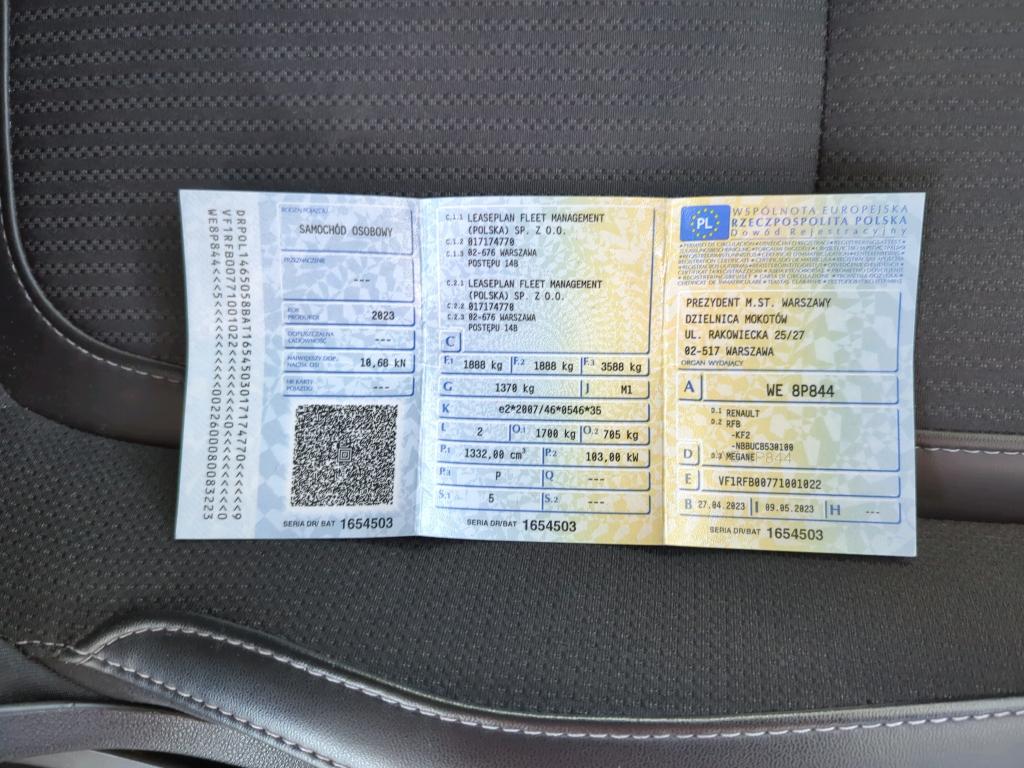 DRPOL1465058BAT1654503017174770<<<<<<9
VF1RFB00771001022<<<<<<<<<<<<<<<<<<<<0
WE8P844<<<5<<<<<<<<<<<0022600080083223
RODZAJ POJAZDU
SAMOCHÓD OSOBOWY
PRZEZNACZENIE
---
ROK PRODUKCJI 2023
DOPUSZCZALNA ŁADOWNOŚĆ ---
NAJWIĘKSZY DOP. NACISK OSI 10,68 kN
NR KARTY POJAZDU ---
SERIA DR/BAT 1654503
C.1.1 LEASEPLAN FLEET MANAGEMENT
(POLSKA) SP. Z O.O.
C.1.2 017174770
C.1.3 02-676 WARSZAWA
POSTĘPU 14B
C.2.1 LEASEPLAN FLEET MANAGEMENT
(POLSKA) SP. Z O.O.
C.2.2 017174770
C.2.3 02-676 WARSZAWA
POSTĘPU 14B
C
F.1 1888 kg F.2 1888 kg F.3 3588 kg
G 1370 kg J M1
K e2*2007/46*0546*35
L 2 O.1 1700 kg O.2 705 kg
P.1 1332,00 cm³ P.2 103,00 kW
P.3 P Q ---
S.1 5 S.2 ---
SERIA DR/BAT 1654503
PL
WSPÓLNOTA EUROPEJSKA
RZECZPOSPOLITA POLSKA
Dowód Rejestracyjny
PREZYDENT M.ST. WARSZAWY
DZIELNICA MOKOTÓW
UL. RAKOWIECKA 25/27
02-517 WARSZAWA
ORGAN WYDAJĄCY
A WE 8P844
D.1 RENAULT
D.2 RFB
-KF2
-NBBUCB530100
D D.3 MEGANE
E VF1RFB00771001022
B 27.04.2023 I 09.05.2023 H ---
SERIA DR/BAT 1654503